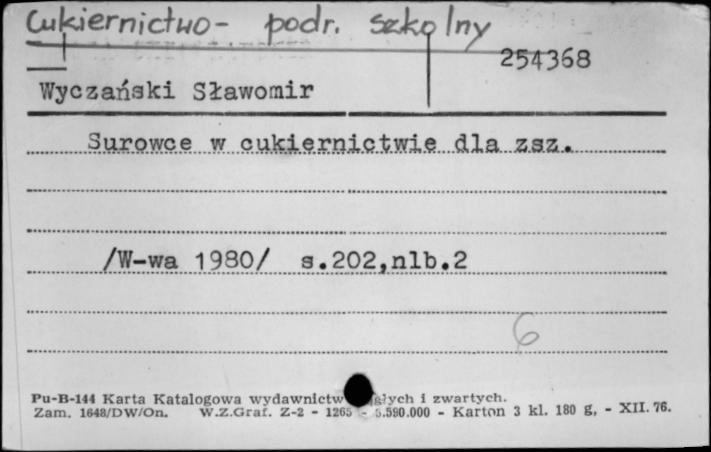 Cukiernictwo - podr. szkolny
254368
Wyczański Sławomir
Surowce w cukiernictwie dla zsz.
/W-wa 1980/ s.202,nlb.2
6
Pu-B-144 Karta Katalogowa wydawnictw i zwartych.
Zam. 1648/DW/On. W.Z.Graf. Z-2 - 1265 - 5.590.000 - Karton 3 kl. 180 g, - XII. 76.